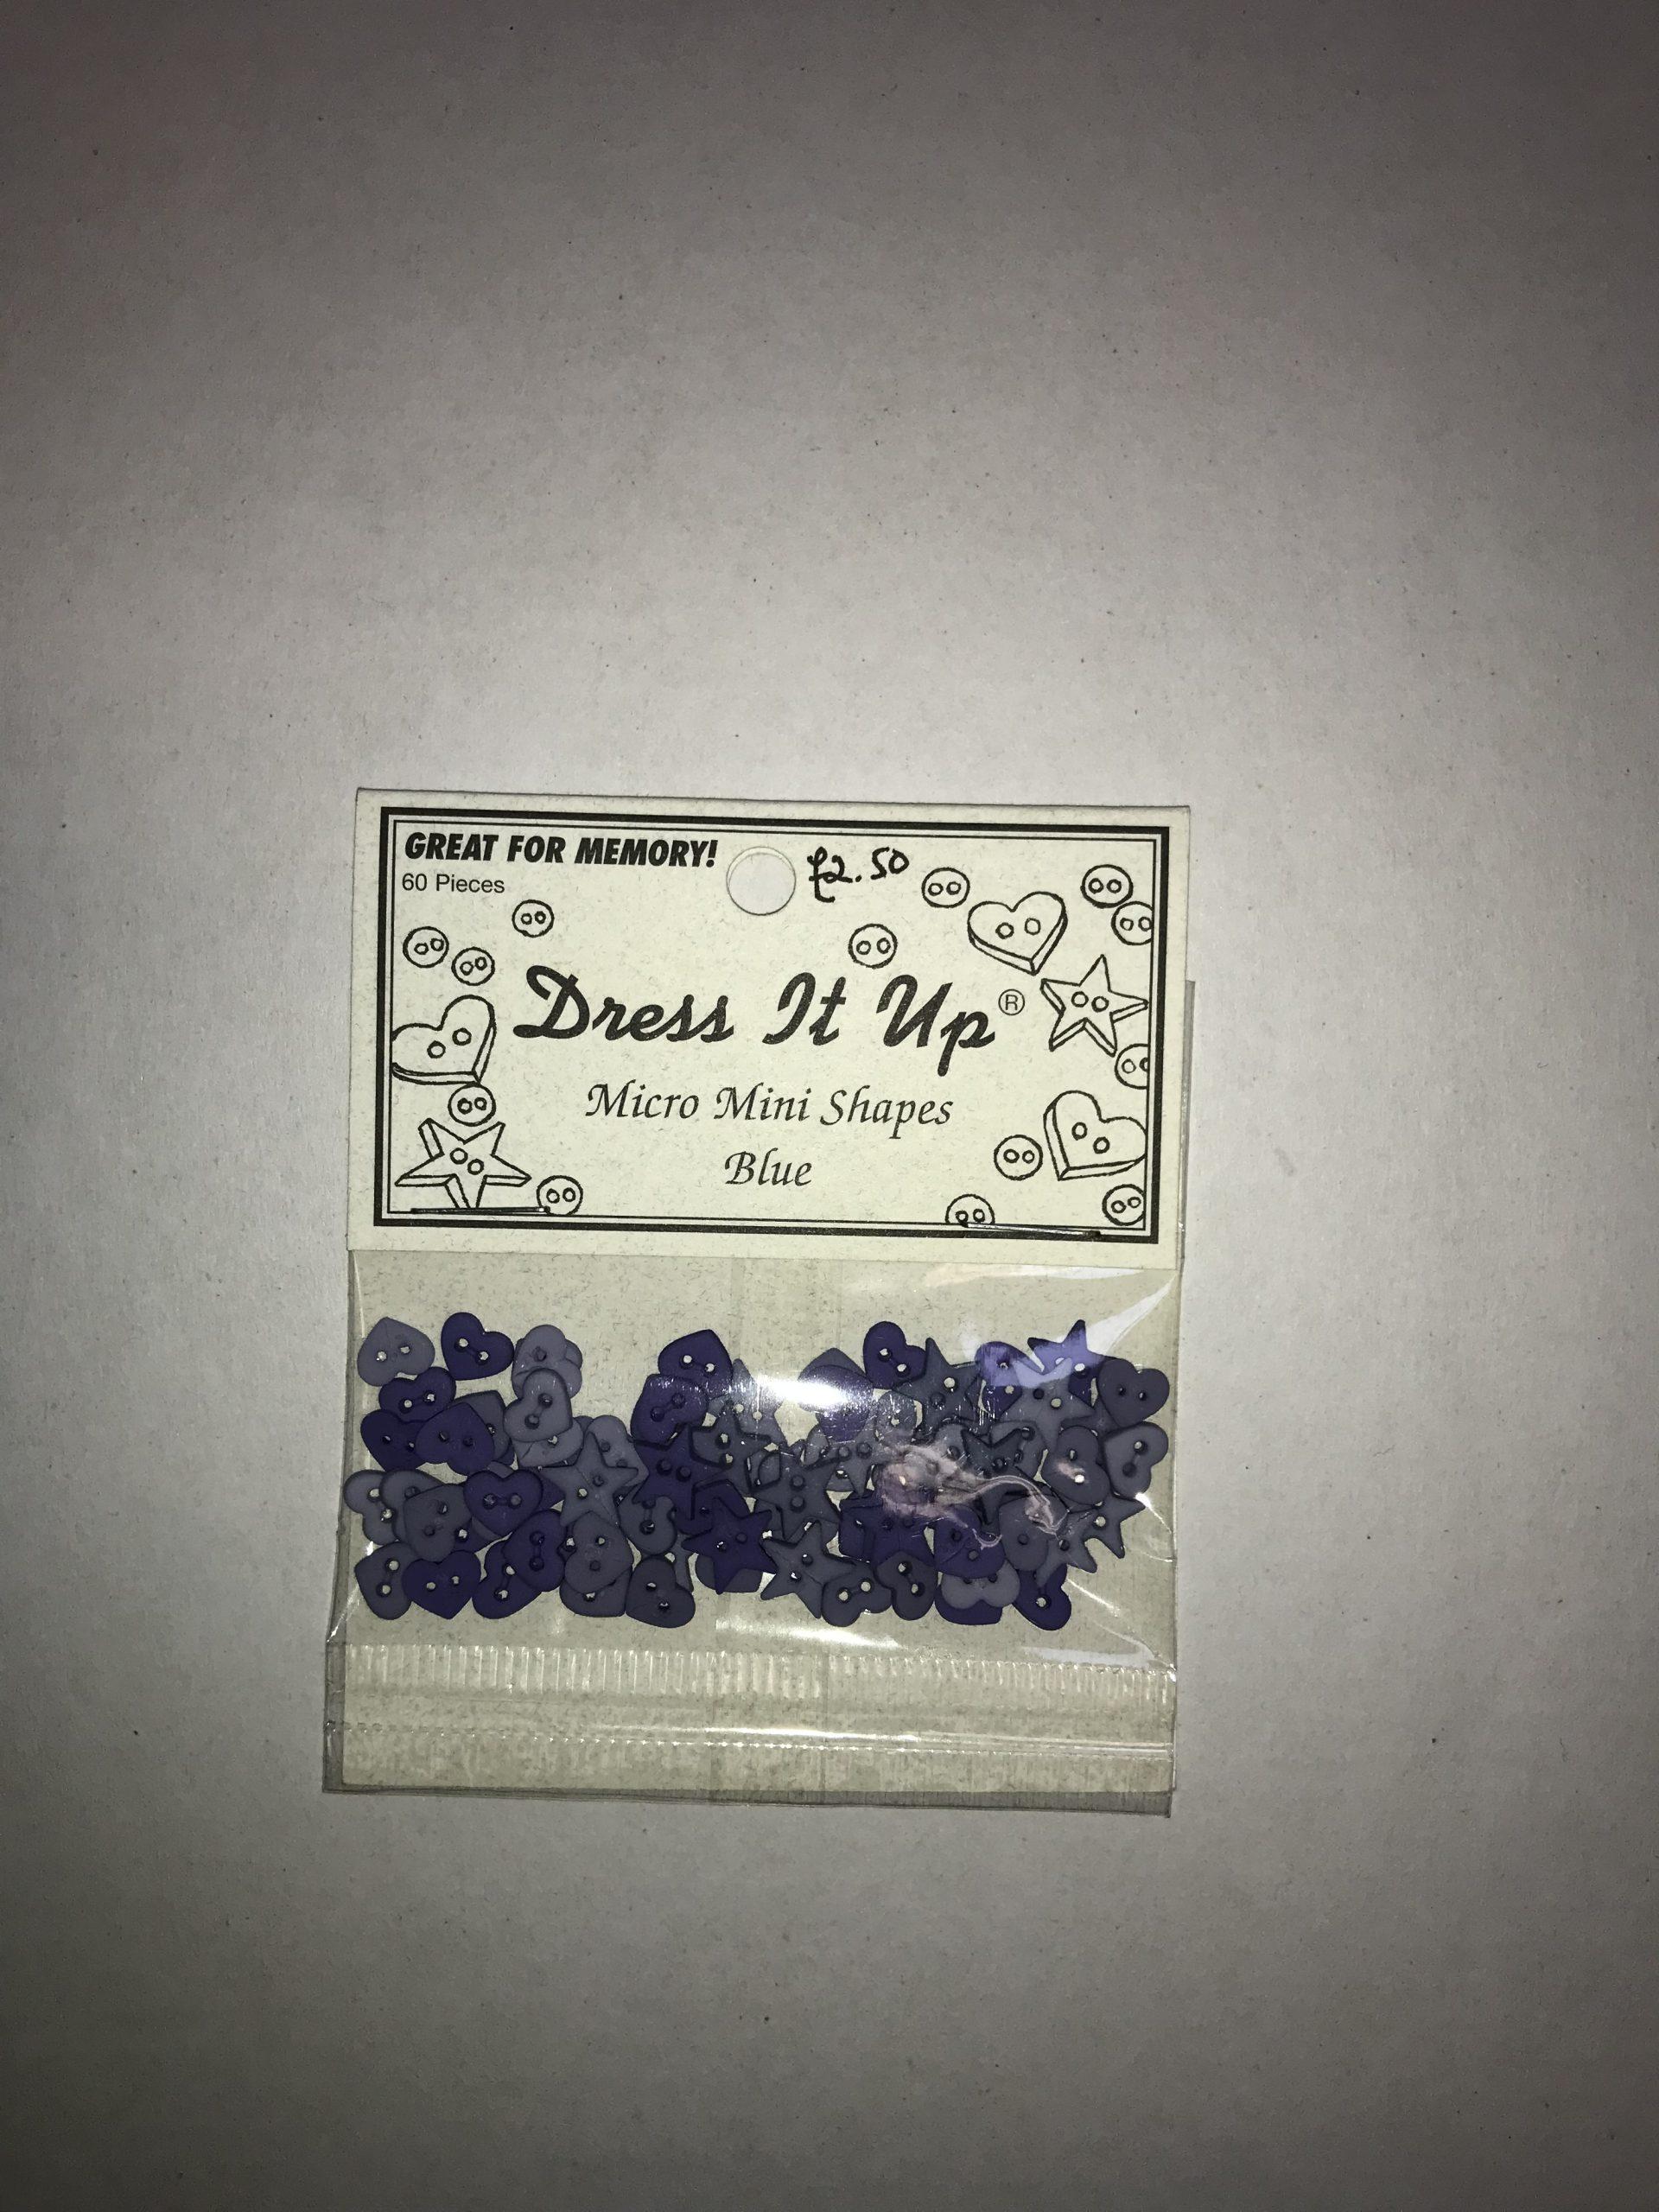 GREAT FOR MEMORY!
£2.50
60 Pieces
Dress It Up®
Micro Mini Shapes
Blue